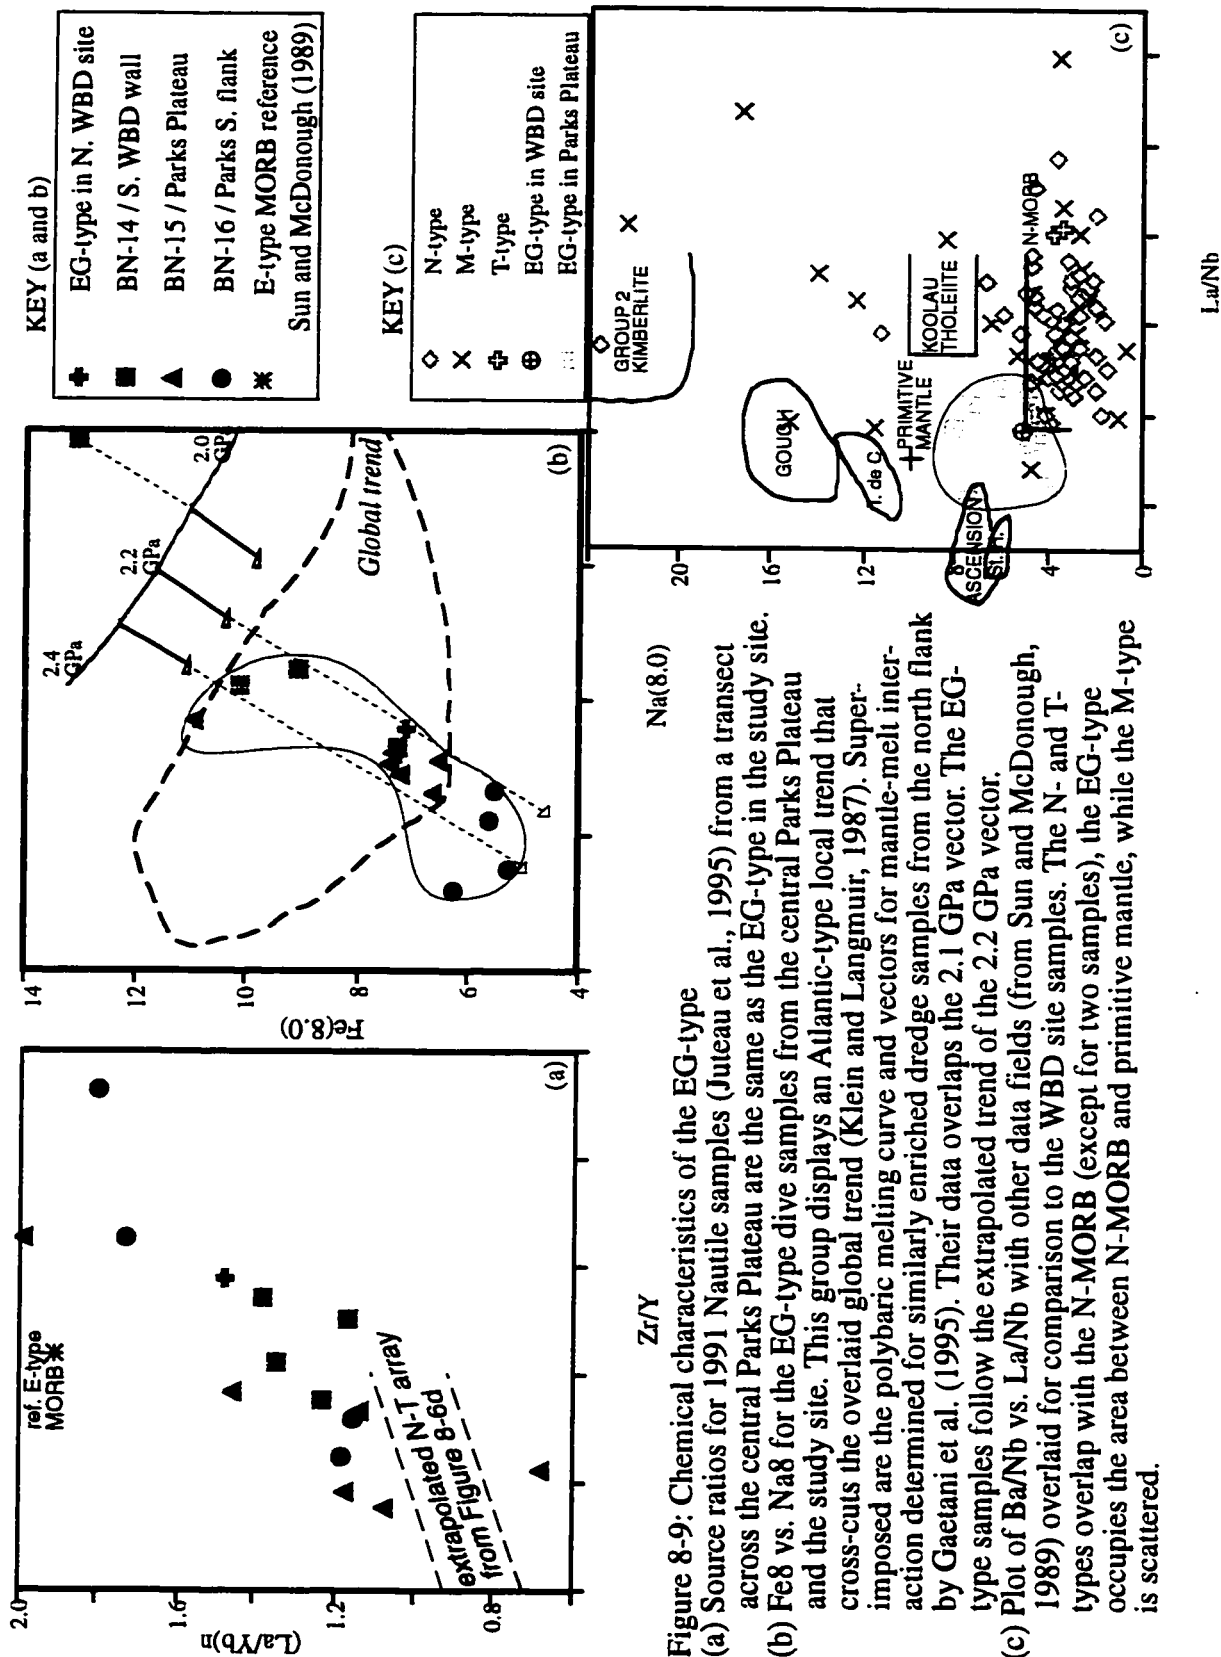 2.0
1.6
1.2
0.8
(La/Yb)n
ref. E-type
MORB
extrapolated N-T array
from Figure 8-6d
(a)
Zr/Y
14
12
10
8
6
4
Fe(8.0)
2.4
GPa
2.2
GPa
2.0
GPa
Global trend
(b)
Na(8.0)
KEY (a and b)
EG-type in N. WBD site
BN-14 / S. WBD wall
BN-15 / Parks Plateau
BN-16 / Parks S. flank
E-type MORB reference
Sun and McDonough (1989)
KEY (c)
N-type
M-type
T-type
EG-type in WBD site
EG-type in Parks Plateau
20
16
12
8
4
0
GROUP 2
KIMBERLITE
GOUGH
T. de C.
PRIMITIVE
MANTLE
KOOLAU
THOLEIITE
ASCENSION
St. H.
N-MORB
(c)
La/Nb
Figure 8-9: Chemical characteristics of the EG-type
(a) Source ratios for 1991 Nautile samples (Juteau et al., 1995) from a transect
across the central Parks Plateau are the same as the EG-type in the study site.
(b) Fe8 vs. Na8 for the EG-type dive samples from the central Parks Plateau
and the study site. This group displays an Atlantic-type local trend that
cross-cuts the overlaid global trend (Klein and Langmuir, 1987). Super-
imposed are the polybaric melting curve and vectors for mantle-melt inter-
action determined for similarly enriched dredge samples from the north flank
by Gaetani et al. (1995). Their data overlaps the 2.1 GPa vector. The EG-
type samples follow the extrapolated trend of the 2.2 GPa vector.
(c) Plot of Ba/Nb vs. La/Nb with other data fields (from Sun and McDonough,
1989) overlaid for comparison to the WBD site samples. The N- and T-
types overlap with the N-MORB (except for two samples), the EG-type
occupies the area between N-MORB and primitive mantle, while the M-type
is scattered.